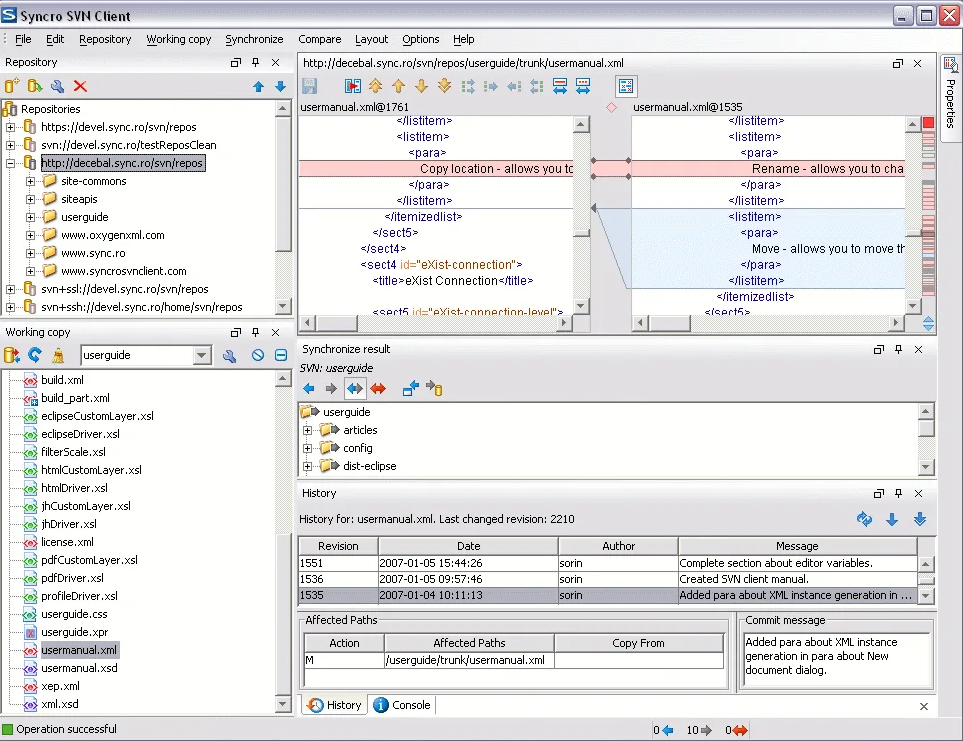 Syncro SVN Client
File Edit Repository Working copy Synchronize Compare Layout Options Help
Repository
Repositories
https://devel.sync.ro/svn/repos
svn://devel.sync.ro/testReposClean
http://decebal.sync.ro/svn/repos
site-commons
siteapis
userguide
www.oxygenxml.com
www.sync.ro
www.syncrosvnclient.com
svn+ssl://devel.sync.ro/svn/repos
svn+ssh://devel.sync.ro/home/svn/repos
Working copy
userguide
build.xml
build_part.xml
eclipseCustomLayer.xsl
eclipseDriver.xsl
filterScale.xsl
htmlCustomLayer.xsl
htmlDriver.xsl
jhCustomLayer.xsl
jhDriver.xsl
license.xml
pdfCustomLayer.xsl
pdfDriver.xsl
profileDriver.xsl
userguide.css
userguide.xpr
usermanual.xml
usermanual.xsd
xep.xml
xml.xsd
http://decebal.sync.ro/svn/repos/userguide/trunk/usermanual.xml
usermanual.xml@1761
</listitem>
<listitem>
<para>
Copy location - allows you to
</para>
</listitem>
</itemizedlist>
</sect5>
</sect4>
<sect4 id="eXist-connection">
<title>eXist Connection</title>
<sect5 id="eXist-connection-level">
usermanual.xml@1535
</listitem>
<listitem>
<para>
Rename - allows you to cha
</para>
</listitem>
<listitem>
<para>
Move - allows you to move th
</para>
</listitem>
</itemizedlist>
</sect5>
Properties
Synchronize result
SVN: userguide
userguide
articles
config
dist-eclipse
History
History for: usermanual.xml. Last changed revision: 2210
Revision Date Author Message
1551 2007-01-05 15:44:26 sorin Complete section about editor variables.
1536 2007-01-05 09:57:46 sorin Created SVN client manual.
1535 2007-01-04 10:11:13 sorin Added para about XML instance generation in ...
Affected Paths
Action Affected Paths Copy From
M /userguide/trunk/usermanual.xml
Commit message
Added para about XML instance
generation in para about New
document dialog.
History Console
Operation successful
0 10 0